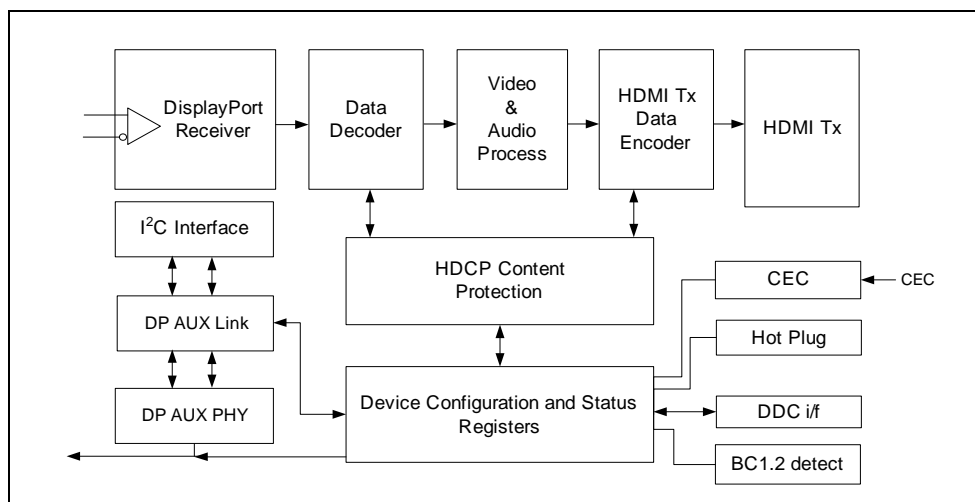 DisplayPort
Receiver
Data
Decoder
Video
&
Audio
Process
HDMI Tx
Data
Encoder
HDMI Tx
I²C Interface
HDCP Content
Protection
CEC
CEC
DP AUX Link
Hot Plug
DP AUX PHY
Device Configuration and Status
Registers
DDC i/f
BC1.2 detect